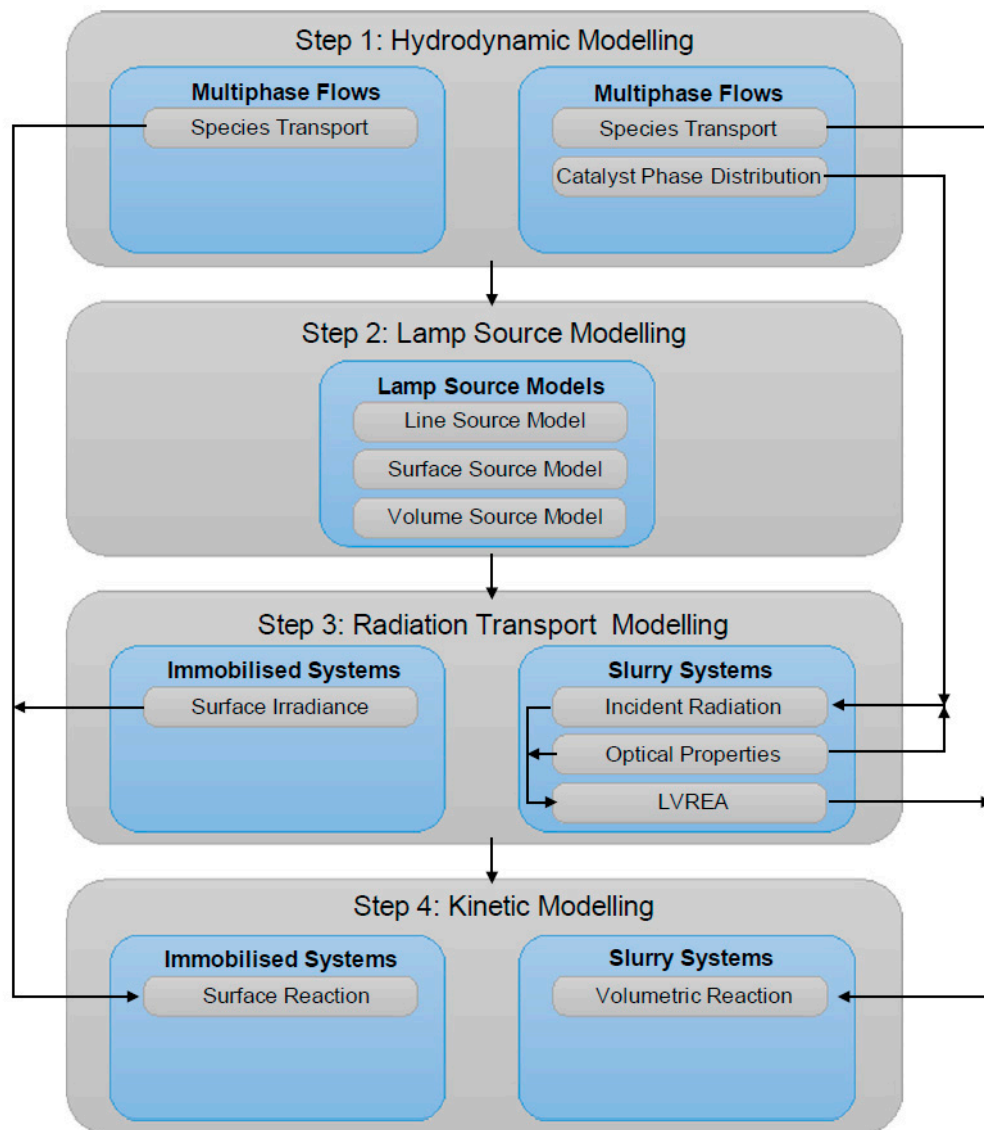 Step 1: Hydrodynamic Modelling
Multiphase Flows
Species Transport
Multiphase Flows
Species Transport
Catalyst Phase Distribution
Step 2: Lamp Source Modelling
Lamp Source Models
Line Source Model
Surface Source Model
Volume Source Model
Step 3: Radiation Transport Modelling
Immobilised Systems
Surface Irradiance
Slurry Systems
Incident Radiation
Optical Properties
LVREA
Step 4: Kinetic Modelling
Immobilised Systems
Surface Reaction
Slurry Systems
Volumetric Reaction